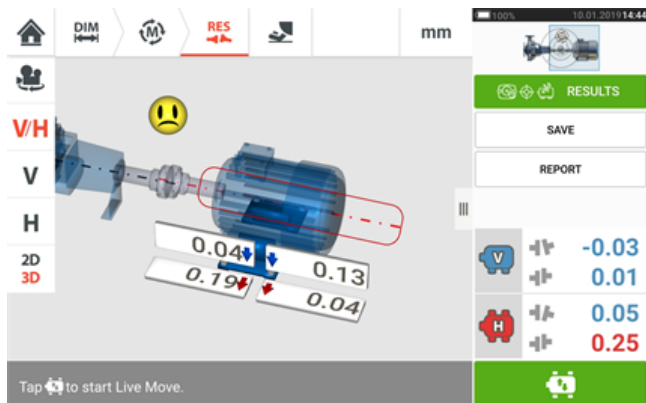 DIM
M
RES
mm
100%
10.01.2019 14:44
RESULTS
SAVE
REPORT
V/H
V
H
2D
3D
0.04
0.13
0.19
0.04
V
-0.03
0.01
H
0.05
0.25
Tap to start Live Move.